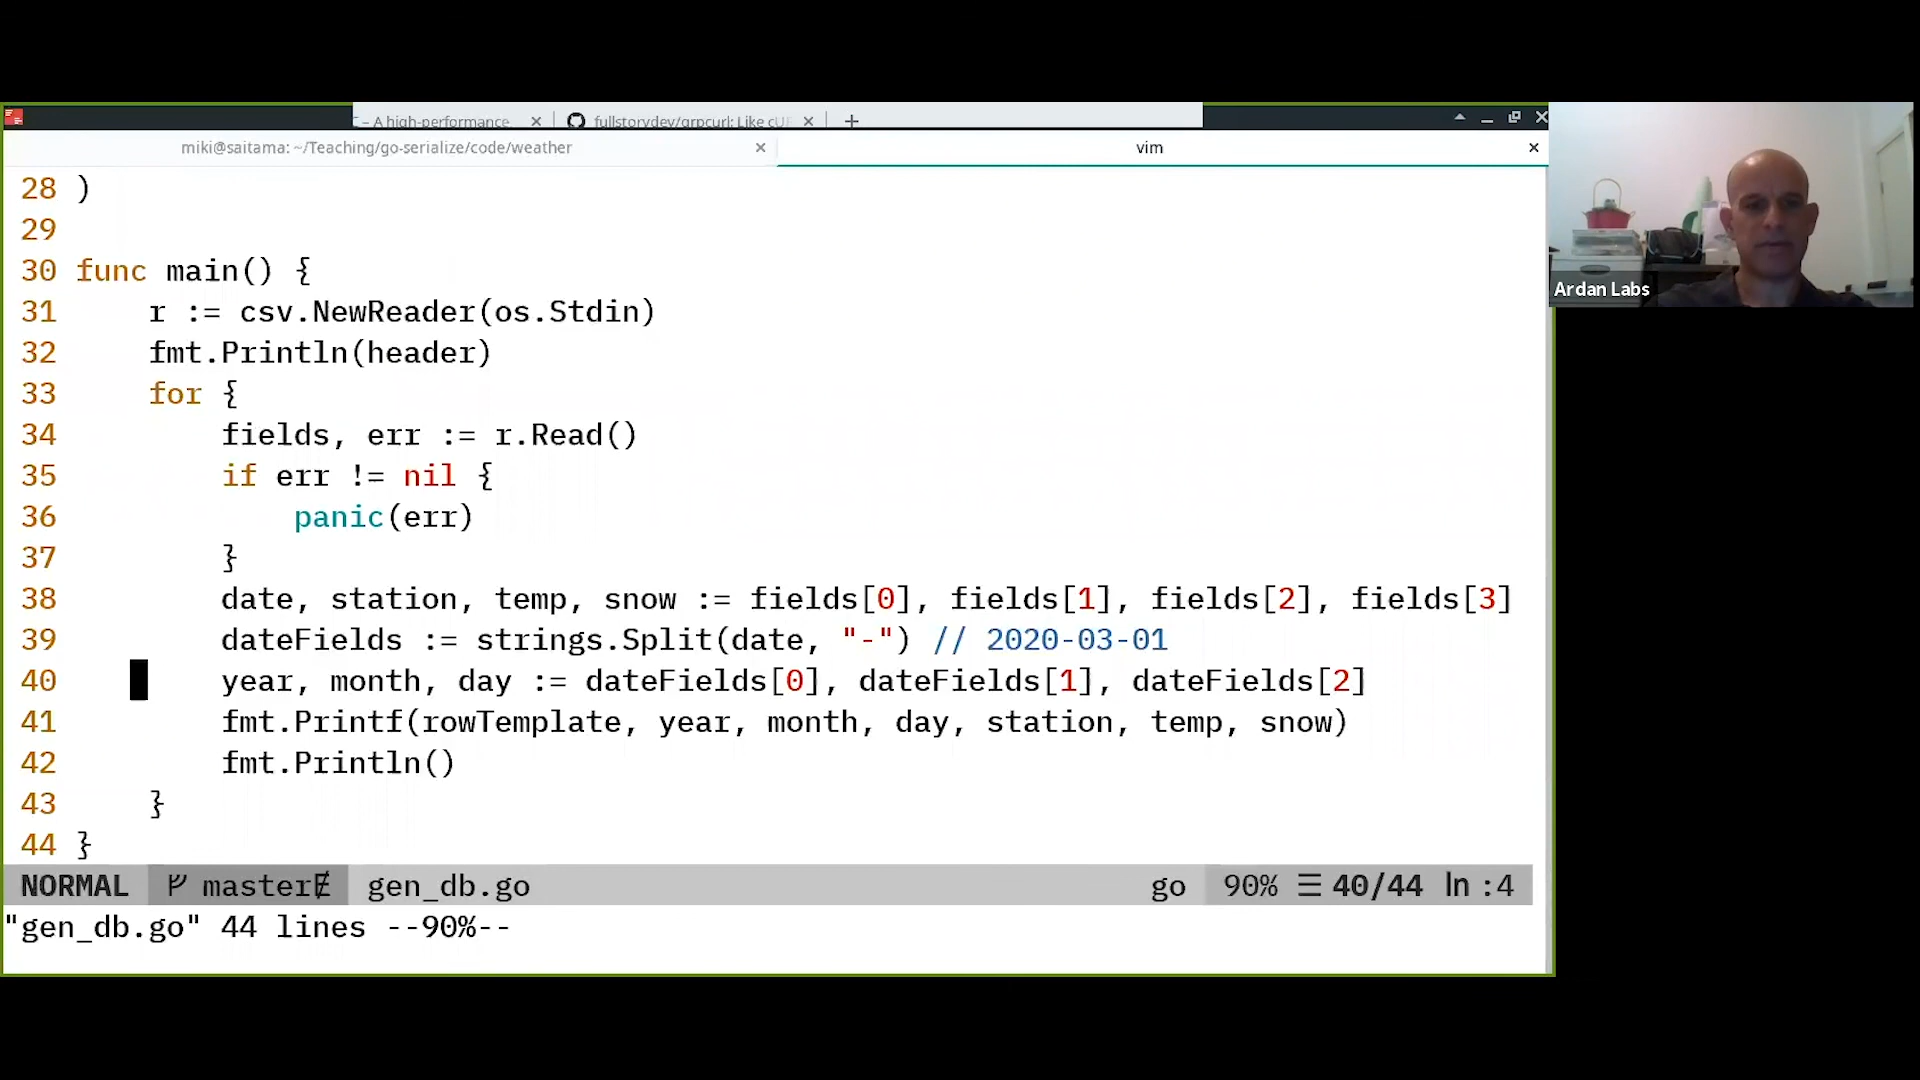 – A high-performance
fullstorydev/grpcurl: Like cU
miki@saitama: ~/Teaching/go-serialize/code/weather
vim
28 )
29
30 func main() {
31 r := csv.NewReader(os.Stdin)
32 fmt.Println(header)
33 for {
34 fields, err := r.Read()
35 if err != nil {
36 panic(err)
37 }
38 date, station, temp, snow := fields[0], fields[1], fields[2], fields[3]
39 dateFields := strings.Split(date, "-") // 2020-03-01
40 year, month, day := dateFields[0], dateFields[1], dateFields[2]
41 fmt.Printf(rowTemplate, year, month, day, station, temp, snow)
42 fmt.Println()
43 }
44 }
NORMAL master gen_db.go go 90% ☰ 40/44 ln :4
"gen_db.go" 44 lines --90%--
Ardan Labs